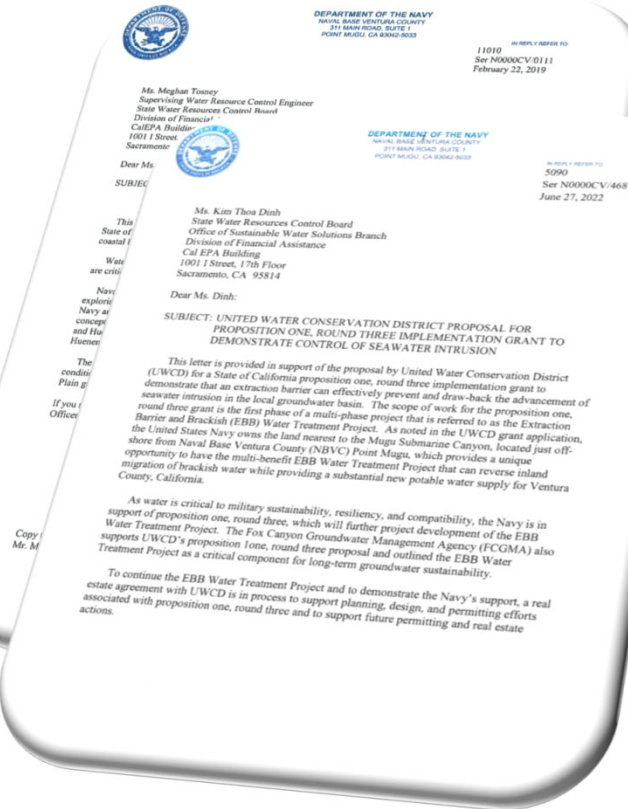 DEPARTMENT OF THE NAVY
NAVAL BASE VENTURA COUNTY
311 MAIN ROAD, SUITE 1
POINT MUGU, CA 93042-5033
IN REPLY REFER TO:
11010
Ser N0000CV/0111
February 22, 2019
Ms. Meghan Tosney
Supervising Water Resource Control Engineer
State Water Resources Control Board
Division of Financial
CalEPA Building
1001 I Street
Sacramento
Dear Ms.
SUBJEC
This
State of
coastal
Wate
are criti
Nava
explorin
Navy a
concep
and Hu
Huenem
The
conditi
Plain g
If you
Officer
Copy
Mr. M
DEPARTMENT OF THE NAVY
NAVAL BASE VENTURA COUNTY
311 MAIN ROAD, SUITE 1
POINT MUGU, CA 93042-5033
IN REPLY REFER TO
5090
Ser N0000CV/468
June 27, 2022
Ms. Kim Thoa Dinh
State Water Resources Control Board
Office of Sustainable Water Solutions Branch
Division of Financial Assistance
Cal EPA Building
1001 I Street, 17th Floor
Sacramento, CA 95814
Dear Ms. Dinh:
SUBJECT: UNITED WATER CONSERVATION DISTRICT PROPOSAL FOR
PROPOSITION ONE, ROUND THREE IMPLEMENTATION GRANT TO
DEMONSTRATE CONTROL OF SEAWATER INTRUSION
This letter is provided in support of the proposal by United Water Conservation District
(UWCD) for a State of California proposition one, round three implementation grant to
demonstrate that an extraction barrier can effectively prevent and draw-back the advancement of
seawater intrusion in the local groundwater basin. The scope of work for the proposition one,
round three grant is the first phase of a multi-phase project that is referred to as the Extraction
Barrier and Brackish (EBB) Water Treatment Project. As noted in the UWCD grant application,
the United States Navy owns the land nearest to the Mugu Submarine Canyon, located just off-
shore from Naval Base Ventura County (NBVC) Point Mugu, which provides a unique
opportunity to have the multi-benefit EBB Water Treatment Project that can reverse inland
migration of brackish water while providing a substantial new potable water supply for Ventura
County, California.
As water is critical to military sustainability, resiliency, and compatibility, the Navy is in
support of proposition one, round three, which will further project development of the EBB
Water Treatment Project. The Fox Canyon Groundwater Management Agency (FCGMA) also
supports UWCD's proposition 1one, round three proposal and outlined the EBB Water
Treatment Project as a critical component for long-term groundwater sustainability.
To continue the EBB Water Treatment Project and to demonstrate the Navy's support, a real
estate agreement with UWCD is in process to support planning, design, and permitting efforts
associated with proposition one, round three and to support future permitting and real estate
actions.